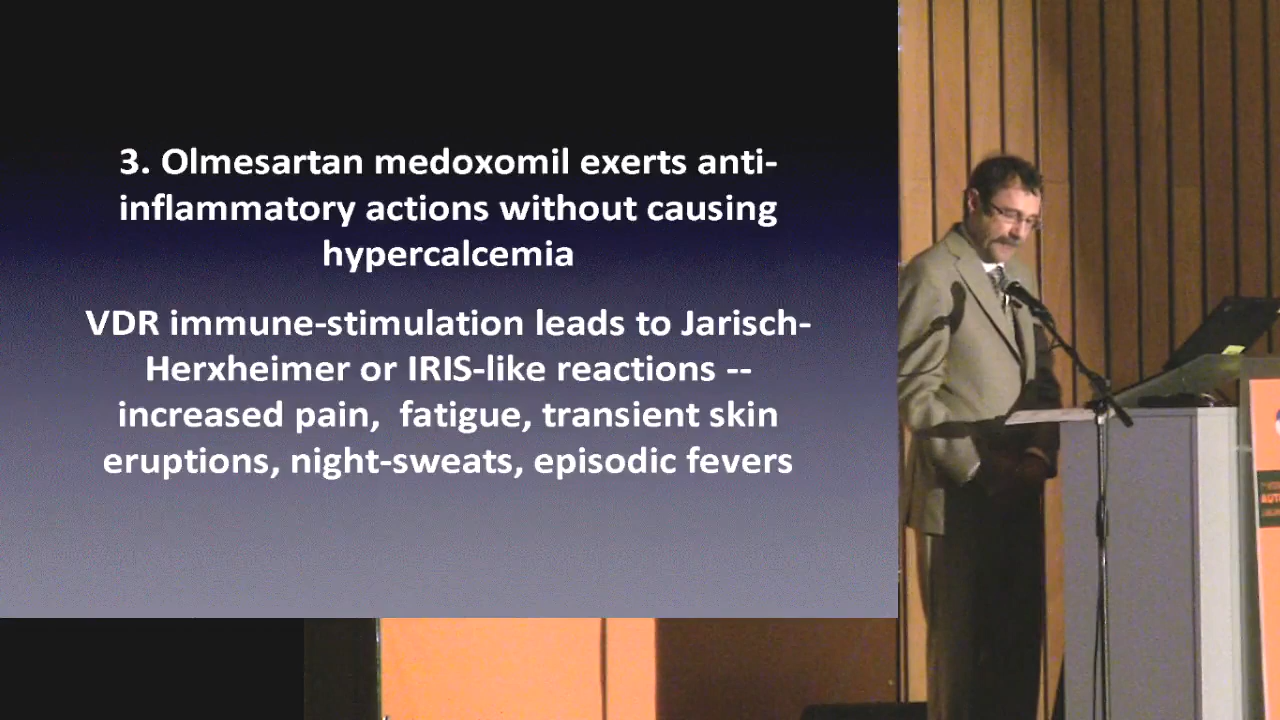 3. Olmesartan medoxomil exerts anti-
inflammatory actions without causing
hypercalcemia
VDR immune-stimulation leads to Jarisch-
Herxheimer or IRIS-like reactions --
increased pain,  fatigue, transient skin
eruptions, night-sweats, episodic fevers